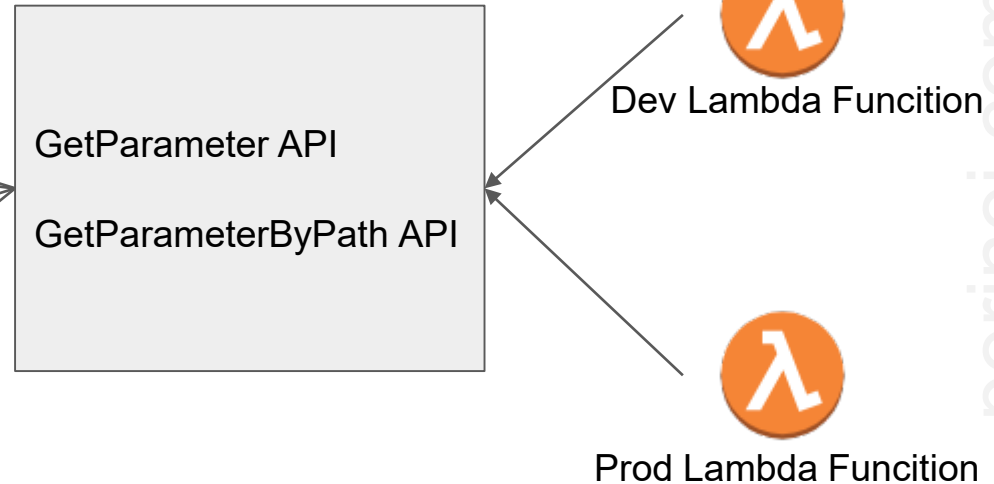 Dev Lambda Funcition
GetParameter API
GetParameterByPath API
Prod Lambda Funcition